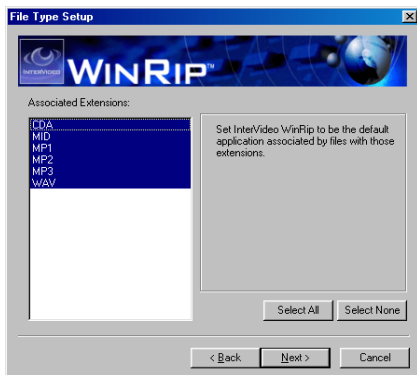 File Type Setup
INTERVIDEO
WINRIP™
Associated Extensions:
CDA
MID
MP1
MP2
MP3
WAV
Set InterVideo WinRip to be the default
application associated by files with those
extensions.
Select All
Select None
< Back
Next >
Cancel